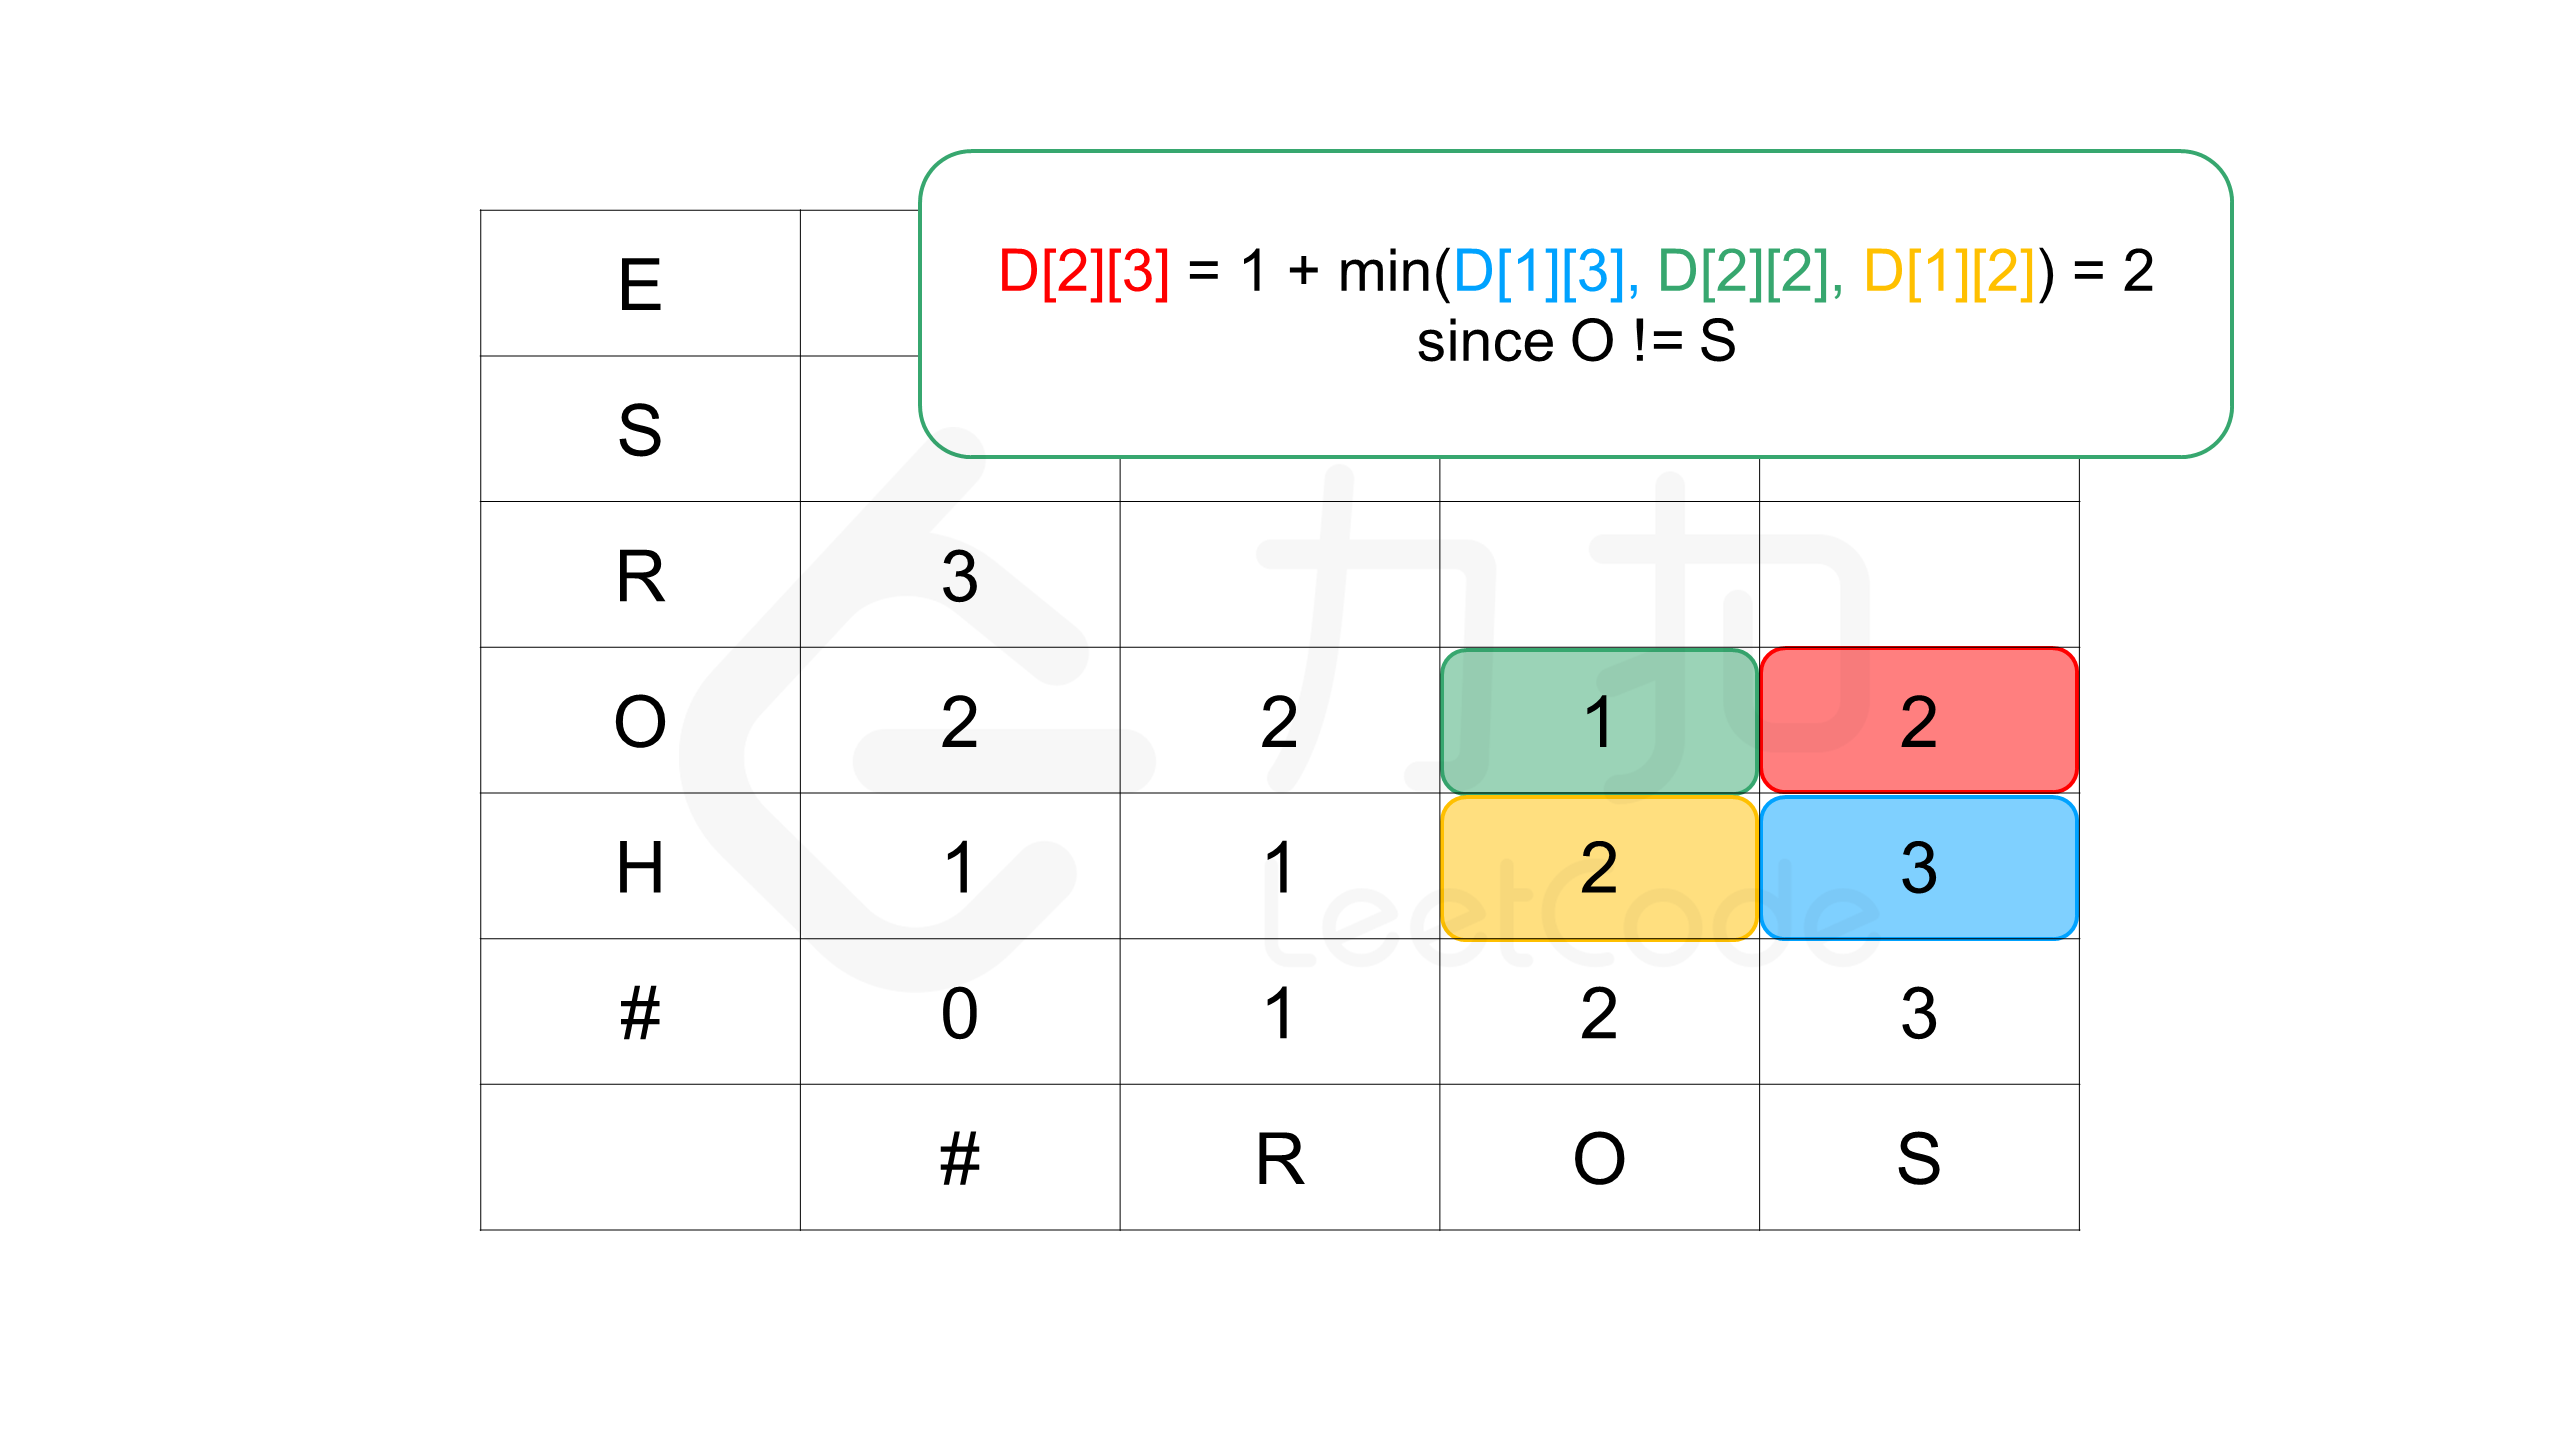 D[2][3] = 1 + min(D[1][3], D[2][2], D[1][2]) = 2
since O != S
E
S
R 3
O 2 2 1 2
H 1 1 2 3
# 0 1 2 3
# R O S
力扣
LeetCode